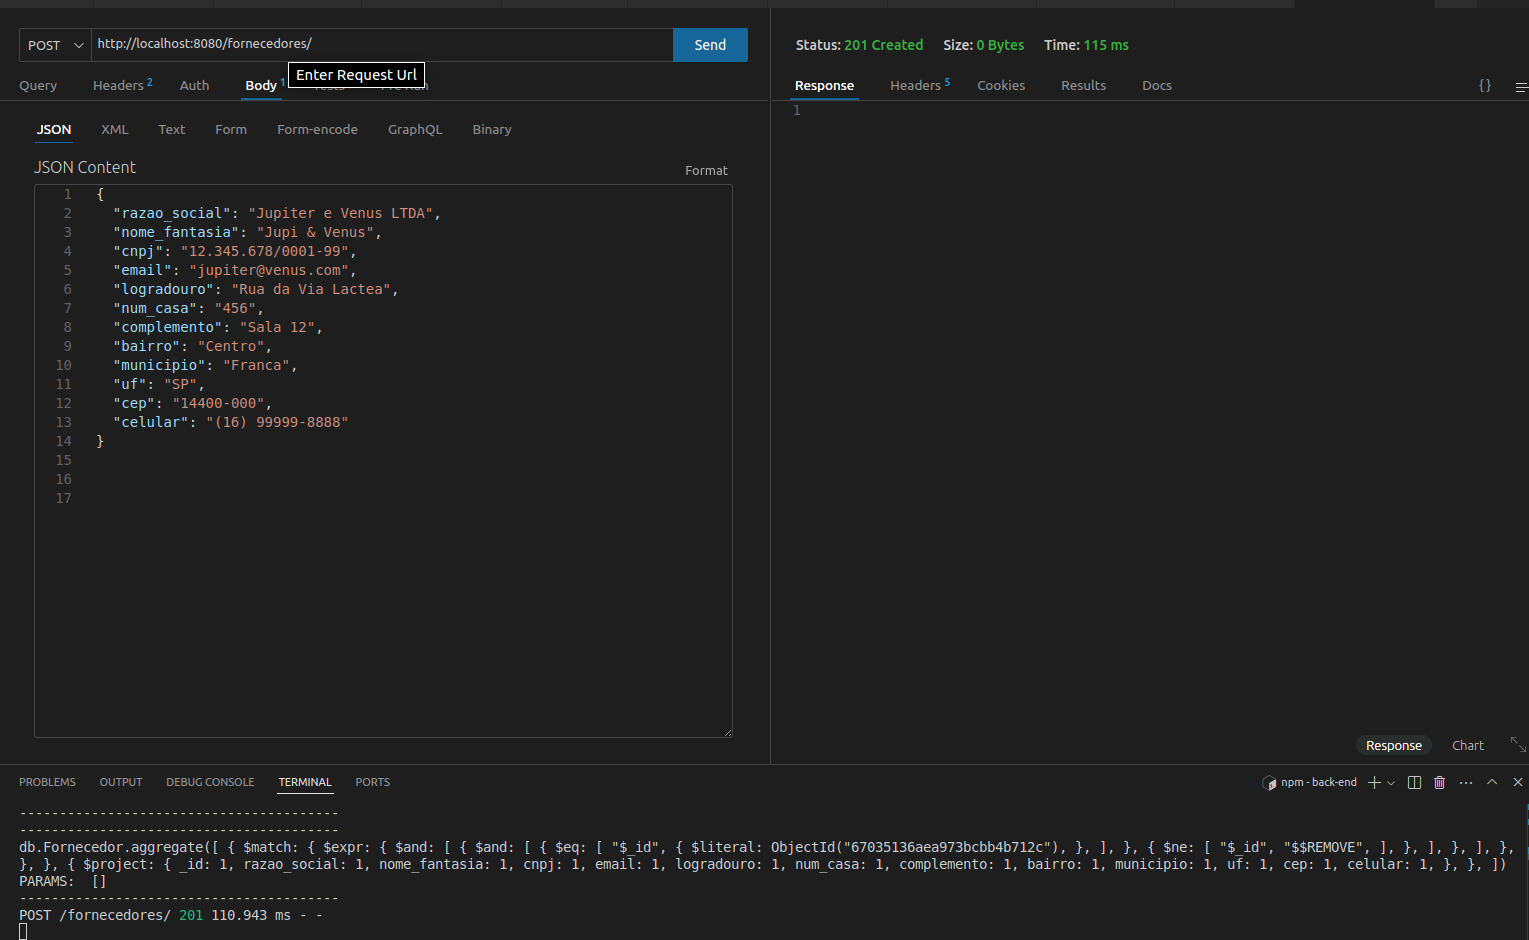 POST http://localhost:8080/fornecedores/ Send
Enter Request Url
Query Headers 2 Auth Body 1
JSON XML Text Form Form-encode GraphQL Binary
JSON Content
Format
1 {
2 "razao_social": "Jupiter e Venus LTDA",
3 "nome_fantasia": "Jupi & Venus",
4 "cnpj": "12.345.678/0001-99",
5 "email": "jupiter@venus.com",
6 "logradouro": "Rua da Via Lactea",
7 "num_casa": "456",
8 "complemento": "Sala 12",
9 "bairro": "Centro",
10 "municipio": "Franca",
11 "uf": "SP",
12 "cep": "14400-000",
13 "celular": "(16) 99999-8888"
14 }
15
16
17
Status: 201 Created Size: 0 Bytes Time: 115 ms
Response Headers 5 Cookies Results Docs {}
1
Response Chart
PROBLEMS OUTPUT DEBUG CONSOLE TERMINAL PORTS
npm - back-end
----------------------------------------
----------------------------------------
db.Fornecedor.aggregate([ { $match: { $expr: { $and: [ { $and: [ { $eq: [ "$_id", { $literal: ObjectId("67035136aea973bcbb4b712c"), }, ], }, { $ne: [ "$_id", "$$REMOVE", ], }, ], }, ], },
}, }, { $project: { _id: 1, razao_social: 1, nome_fantasia: 1, cnpj: 1, email: 1, logradouro: 1, num_casa: 1, complemento: 1, bairro: 1, municipio: 1, uf: 1, cep: 1, celular: 1, }, }, ])
PARAMS: []
----------------------------------------
POST /fornecedores/ 201 110.943 ms - -